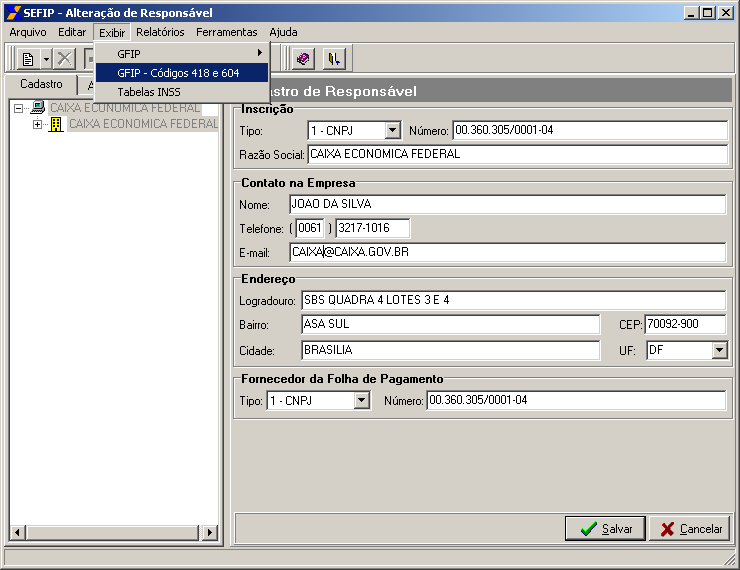 SEFIP - Alteração de Responsável
Arquivo Editar Exibir Relatórios Ferramentas Ajuda
GFIP
GFIP - Códigos 418 e 604
Tabelas INSS
Cadastro
CAIXA ECONOMICA FEDERAL
CAIXA ECONOMICA FEDERAL
de Responsável
Inscrição
Tipo: 1 - CNPJ Número: 00.360.305/0001-04
Razão Social: CAIXA ECONOMICA FEDERAL
Contato na Empresa
Nome: JOAO DA SILVA
Telefone: ( 0061 ) 3217-1016
E-mail: CAIXA@CAIXA.GOV.BR
Endereço
Logradouro: SBS QUADRA 4 LOTES 3 E 4
Bairro: ASA SUL CEP: 70092-900
Cidade: BRASILIA UF: DF
Fornecedor da Folha de Pagamento
Tipo: 1 - CNPJ Número: 00.360.305/0001-04
Salvar Cancelar